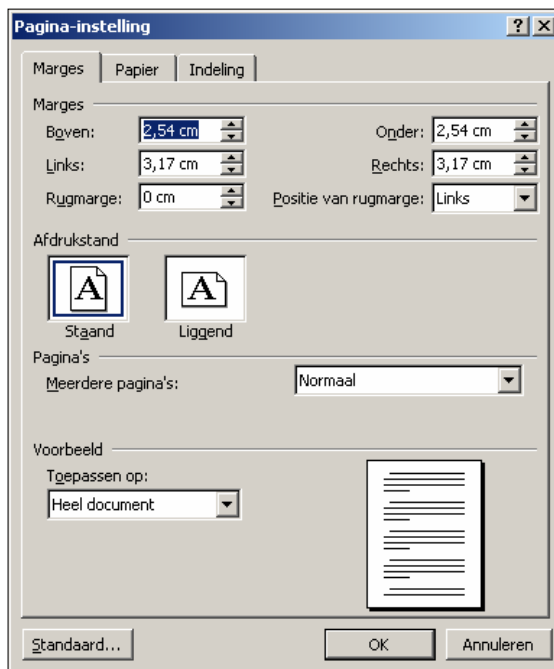 Pagina-instelling
Marges Papier Indeling
Marges
Boven: 2,54 cm Onder: 2,54 cm
Links: 3,17 cm Rechts: 3,17 cm
Rugmarge: 0 cm Positie van rugmarge: Links
Afdrukstand
A A
Staand Liggend
Pagina's
Meerdere pagina's: Normaal
Voorbeeld
Toepassen op:
Heel document
Standaard... OK Annuleren